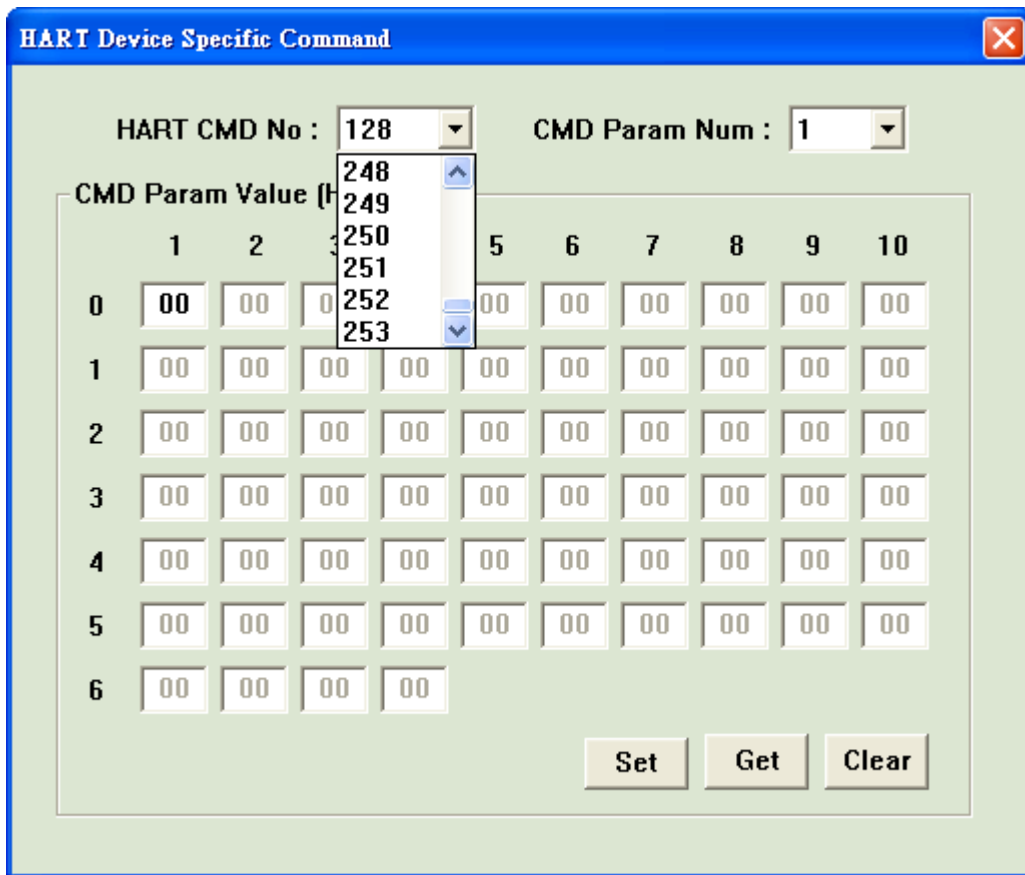 HART Device Specific Command
HART CMD No : 128 CMD Param Num : 1
248
249
250
251
252
253
CMD Param Value (H
1 2 5 6 7 8 9 10
0 00 00 00 00 00 00 00 00
1 00 00 00 00 00 00 00 00 00 00
2 00 00 00 00 00 00 00 00 00 00
3 00 00 00 00 00 00 00 00 00 00
4 00 00 00 00 00 00 00 00 00 00
5 00 00 00 00 00 00 00 00 00 00
6 00 00 00 00
Set Get Clear